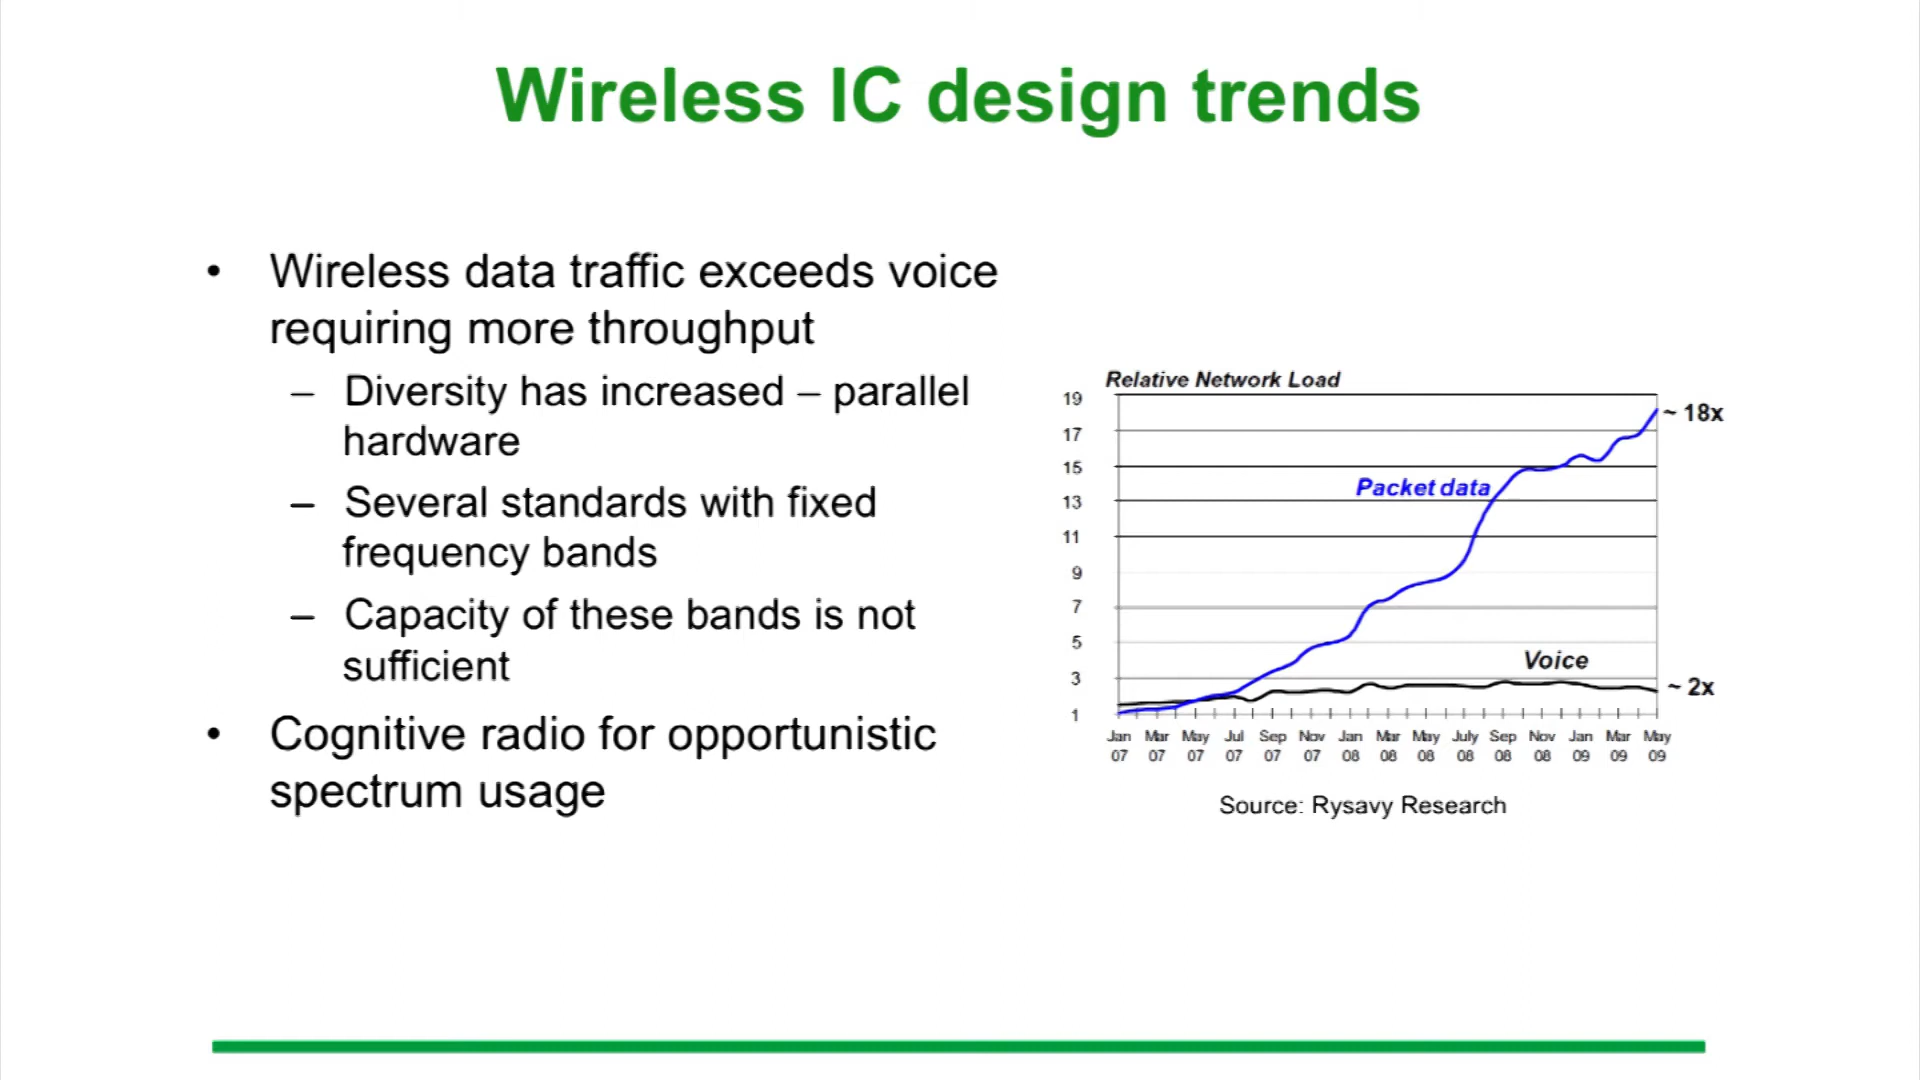 Wireless IC design trends
• Wireless data traffic exceeds voice
requiring more throughput
– Diversity has increased – parallel
hardware
– Several standards with fixed
frequency bands
– Capacity of these bands is not
sufficient
• Cognitive radio for opportunistic
spectrum usage
Relative Network Load
19
17
15
13
11
9
7
5
3
1
~ 18x
Packet data
Voice
~ 2x
Jan Mar May Jul Sep Nov Jan Mar May July Sep Nov Jan Mar May
07 07 07 07 07 07 08 08 08 08 08 08 09 09 09
Source: Rysavy Research